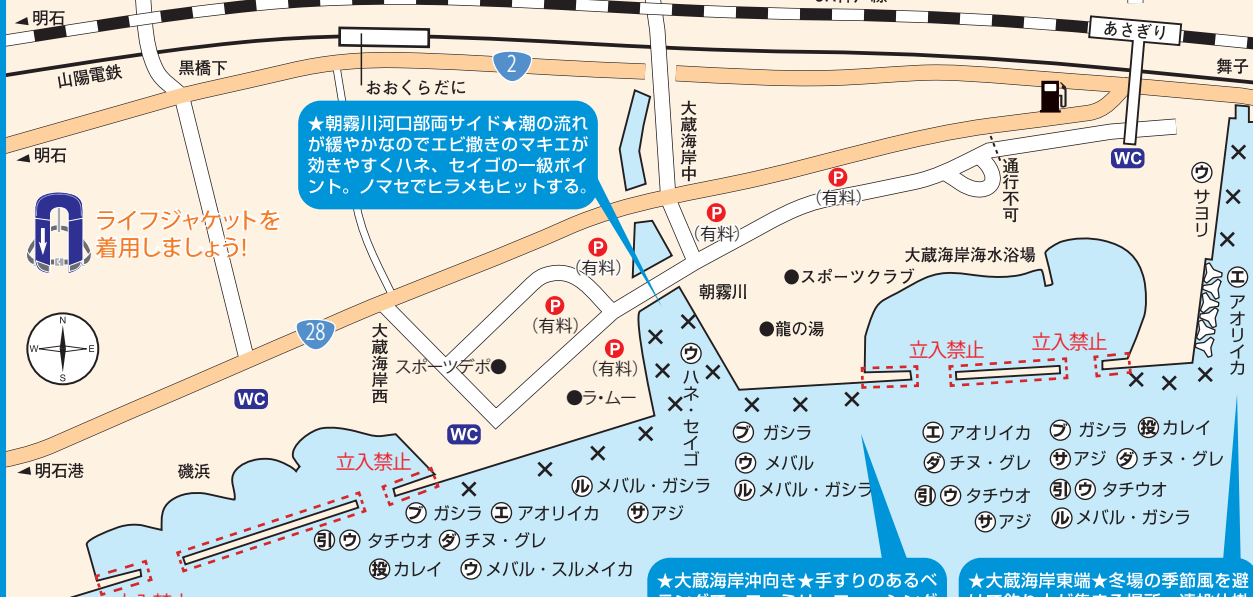 ◀明石
あさぎり
山陽電鉄
黒橋下
2
舞子
おおくらだに
★朝霧川河口部両サイド★潮の流れ
が緩やかなのでエビ撒きのマキエが
効きやすくハネ、セイゴの一級ポイ
ント。ノマセでヒラメもヒットする。
大蔵海岸中
◀明石
WC
通行不可
ウ サヨリ
P
(有料)
P
(有料)
ライフジャケットを
着用しましょう!
P
(有料)
大蔵海岸海水浴場
●スポーツクラブ
朝霧川
エ アオリイカ
P
(有料)
●龍の湯
N
W E
S
28
大蔵海岸西
スポーツデポ●
P
(有料)
ウ ハネ・セイゴ
立入禁止
立入禁止
●ラ・ムー
WC
WC
◀明石港
磯浜
立入禁止
ブ ガシラ
ウ メバル
ル メバル・ガシラ
エ アオリイカ
ダ チヌ・グレ
引 ウ タチウオ
サ アジ
ブ ガシラ 投 カレイ
サ アジ ダ チヌ・グレ
引 ウ タチウオ
ル メバル・ガシラ
ル メバル・ガシラ
ブ ガシラ エ アオリイカ サ アジ
引 ウ タチウオ ダ チヌ・グレ
投 カレイ ウ メバル・スルメイカ
★大蔵海岸沖向き★手すりのあるベ
★大蔵海岸東端★冬場の季節風を避